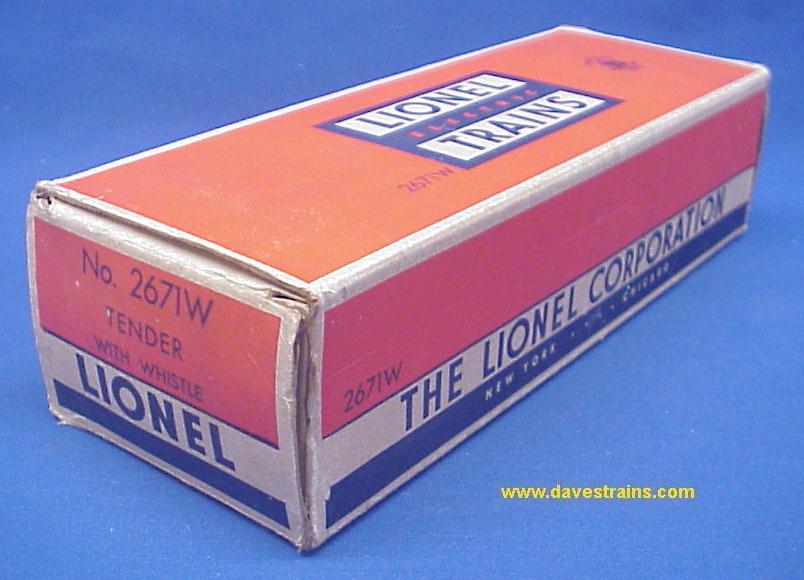 LIONEL
ELECTRIC
TRAINS
2671W
No. 2671W
TENDER
WITH WHISTLE
LIONEL
2671W
THE LIONEL CORPORATION
NEW YORK · · CHICAGO
www.davestrains.com